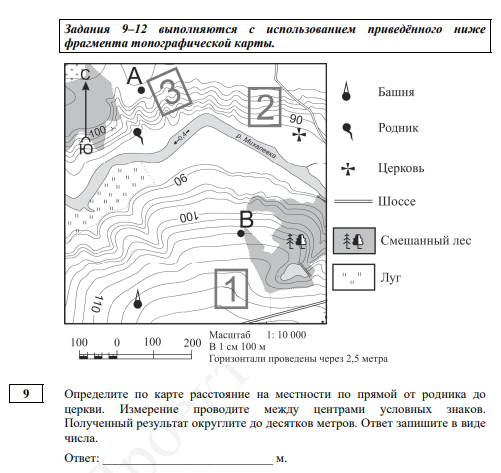 Задания 9–12 выполняются с использованием приведённого ниже
фрагмента топографической карты.
С
А
3
2
Башня
100
90
Родник
Ю
0,4
р. Михалевка
Церковь
90
Шоссе
100
В
Смешанный лес
1
Луг
110
Масштаб 1: 10 000
100 0 100 200
В 1 см 100 м
Горизонтали проведены через 2,5 метра
9
Определите по карте расстояние на местности по прямой от родника до
церкви. Измерение проводите между центрами условных знаков.
Полученный результат округлите до десятков метров. Ответ запишите в виде
числа.
Ответ: ___________________________ м.
Проект